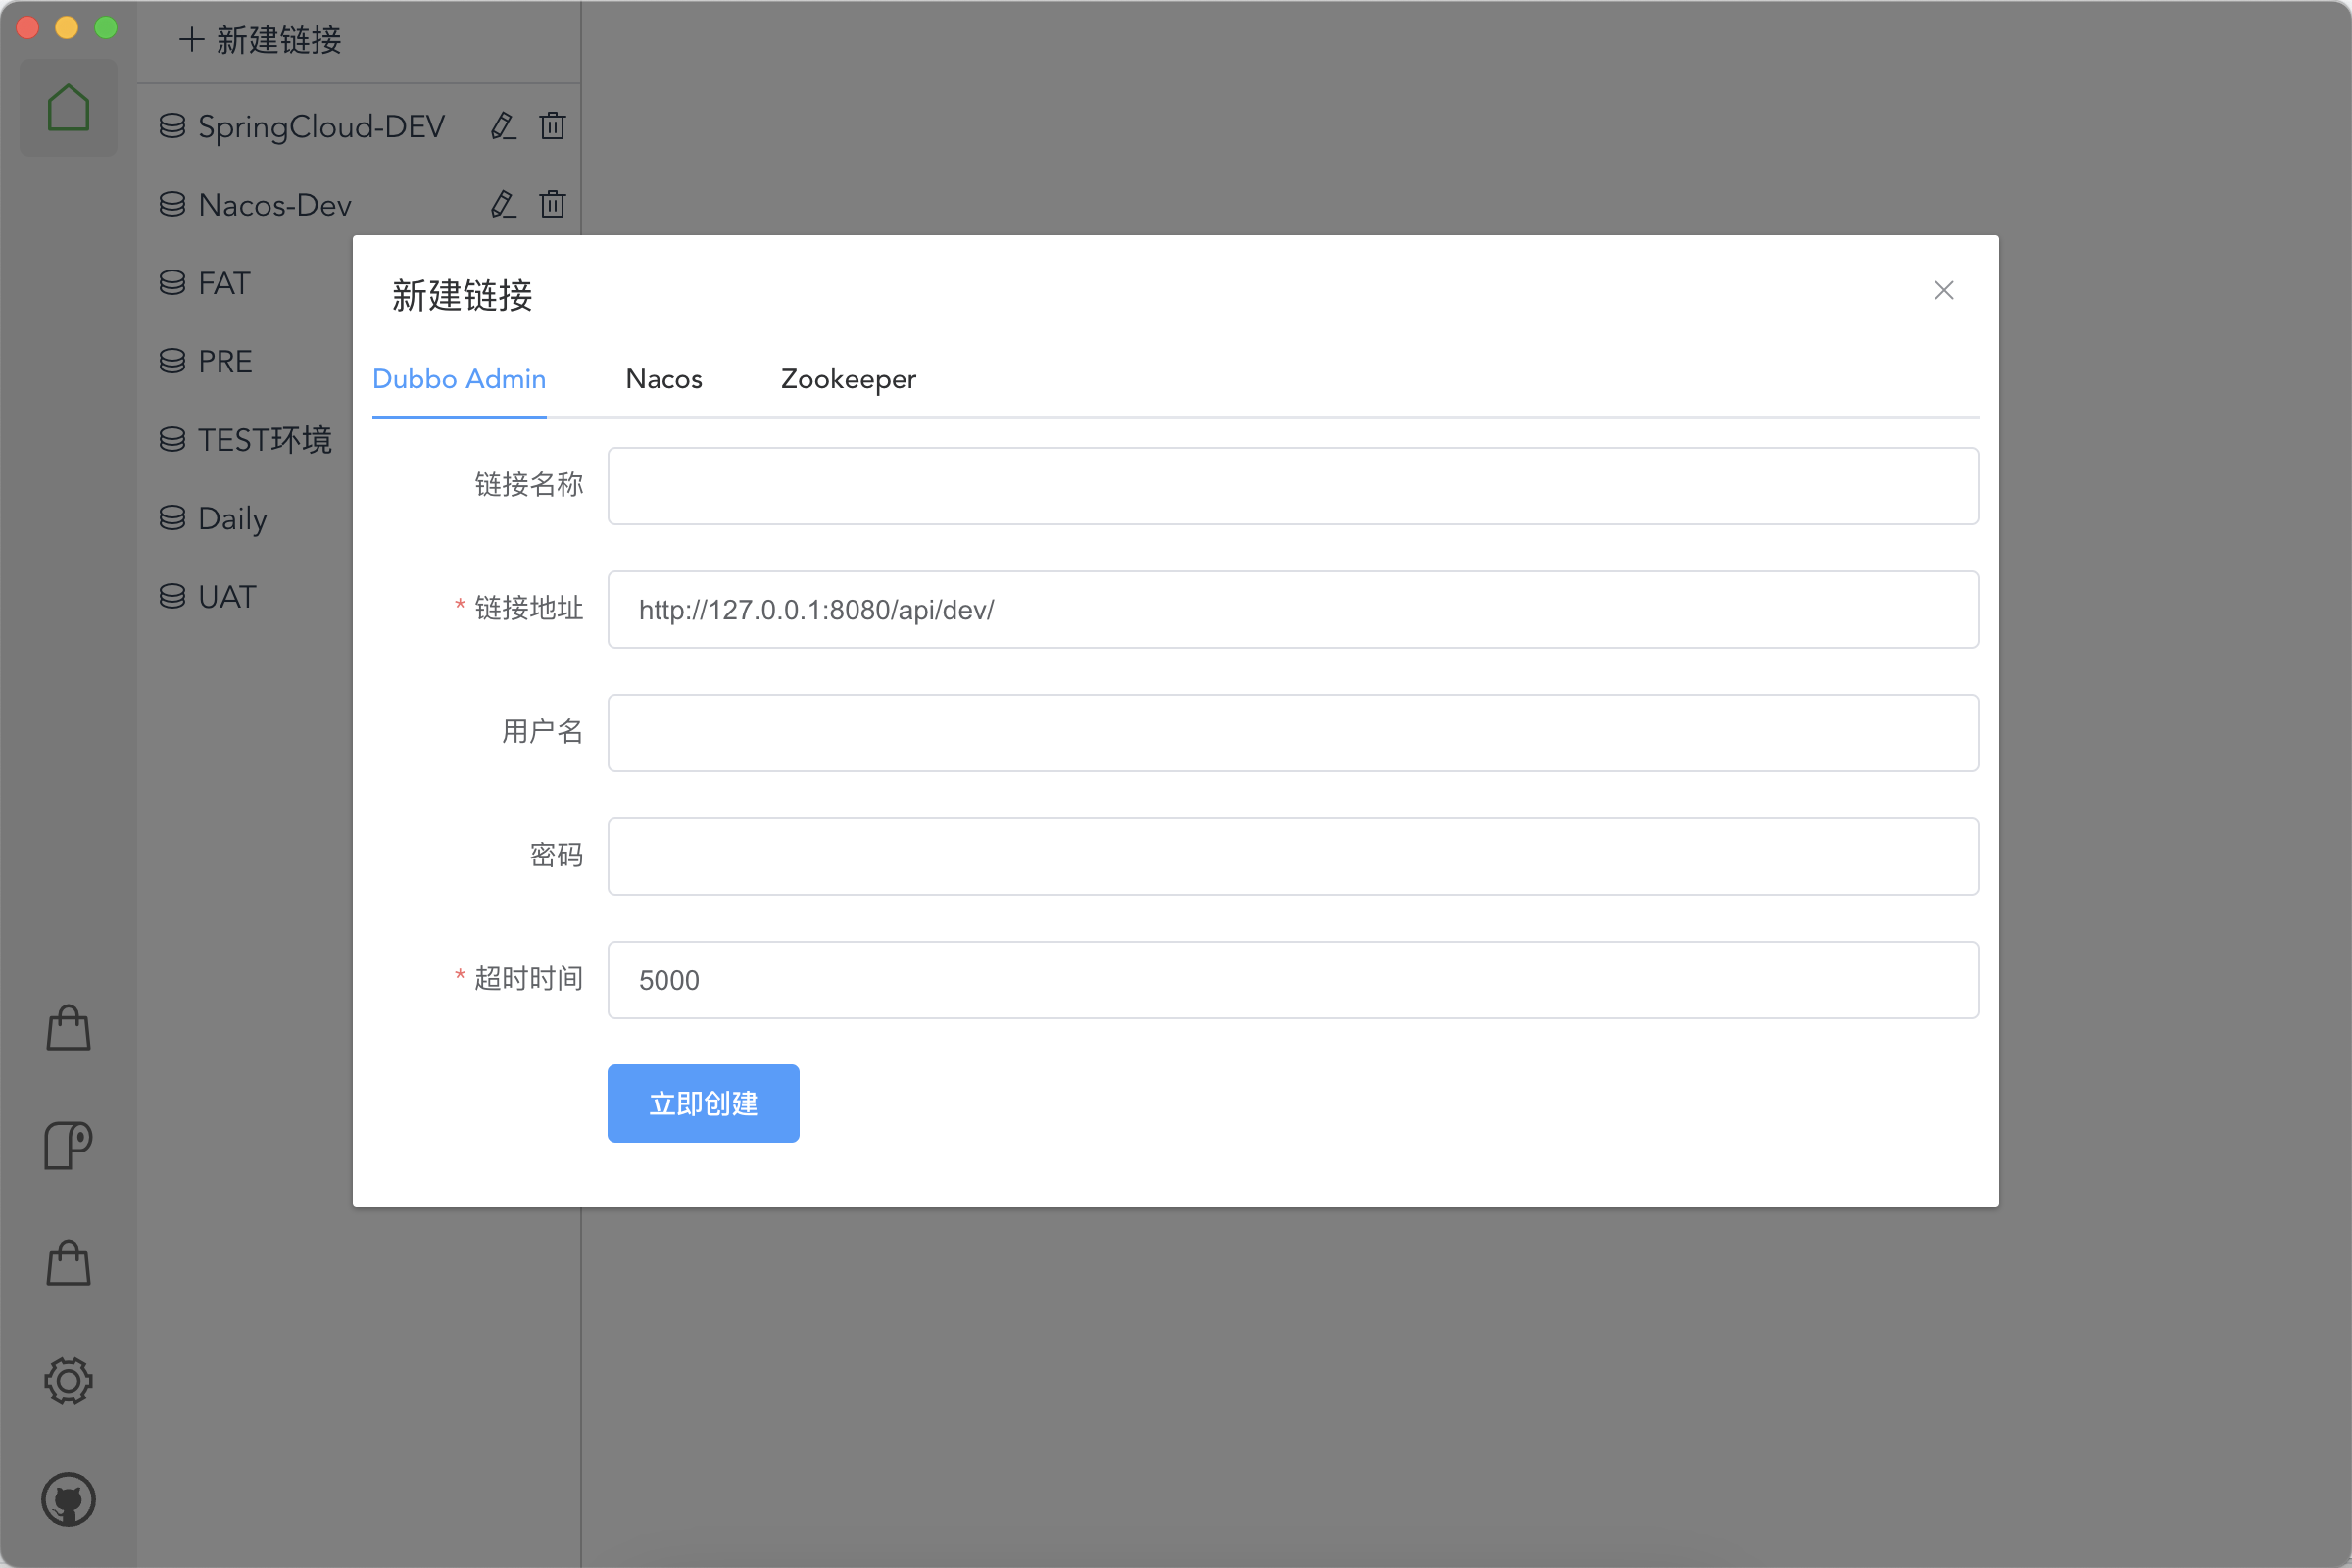 新建链接
SpringCloud-DEV
Nacos-Dev
FAT
PRE
TEST环境
Daily
UAT
新建链接
Dubbo Admin Nacos Zookeeper
链接名称
* 链接地址 http://127.0.0.1:8080/api/dev/
用户名
密码
* 超时时间 5000
立即创建